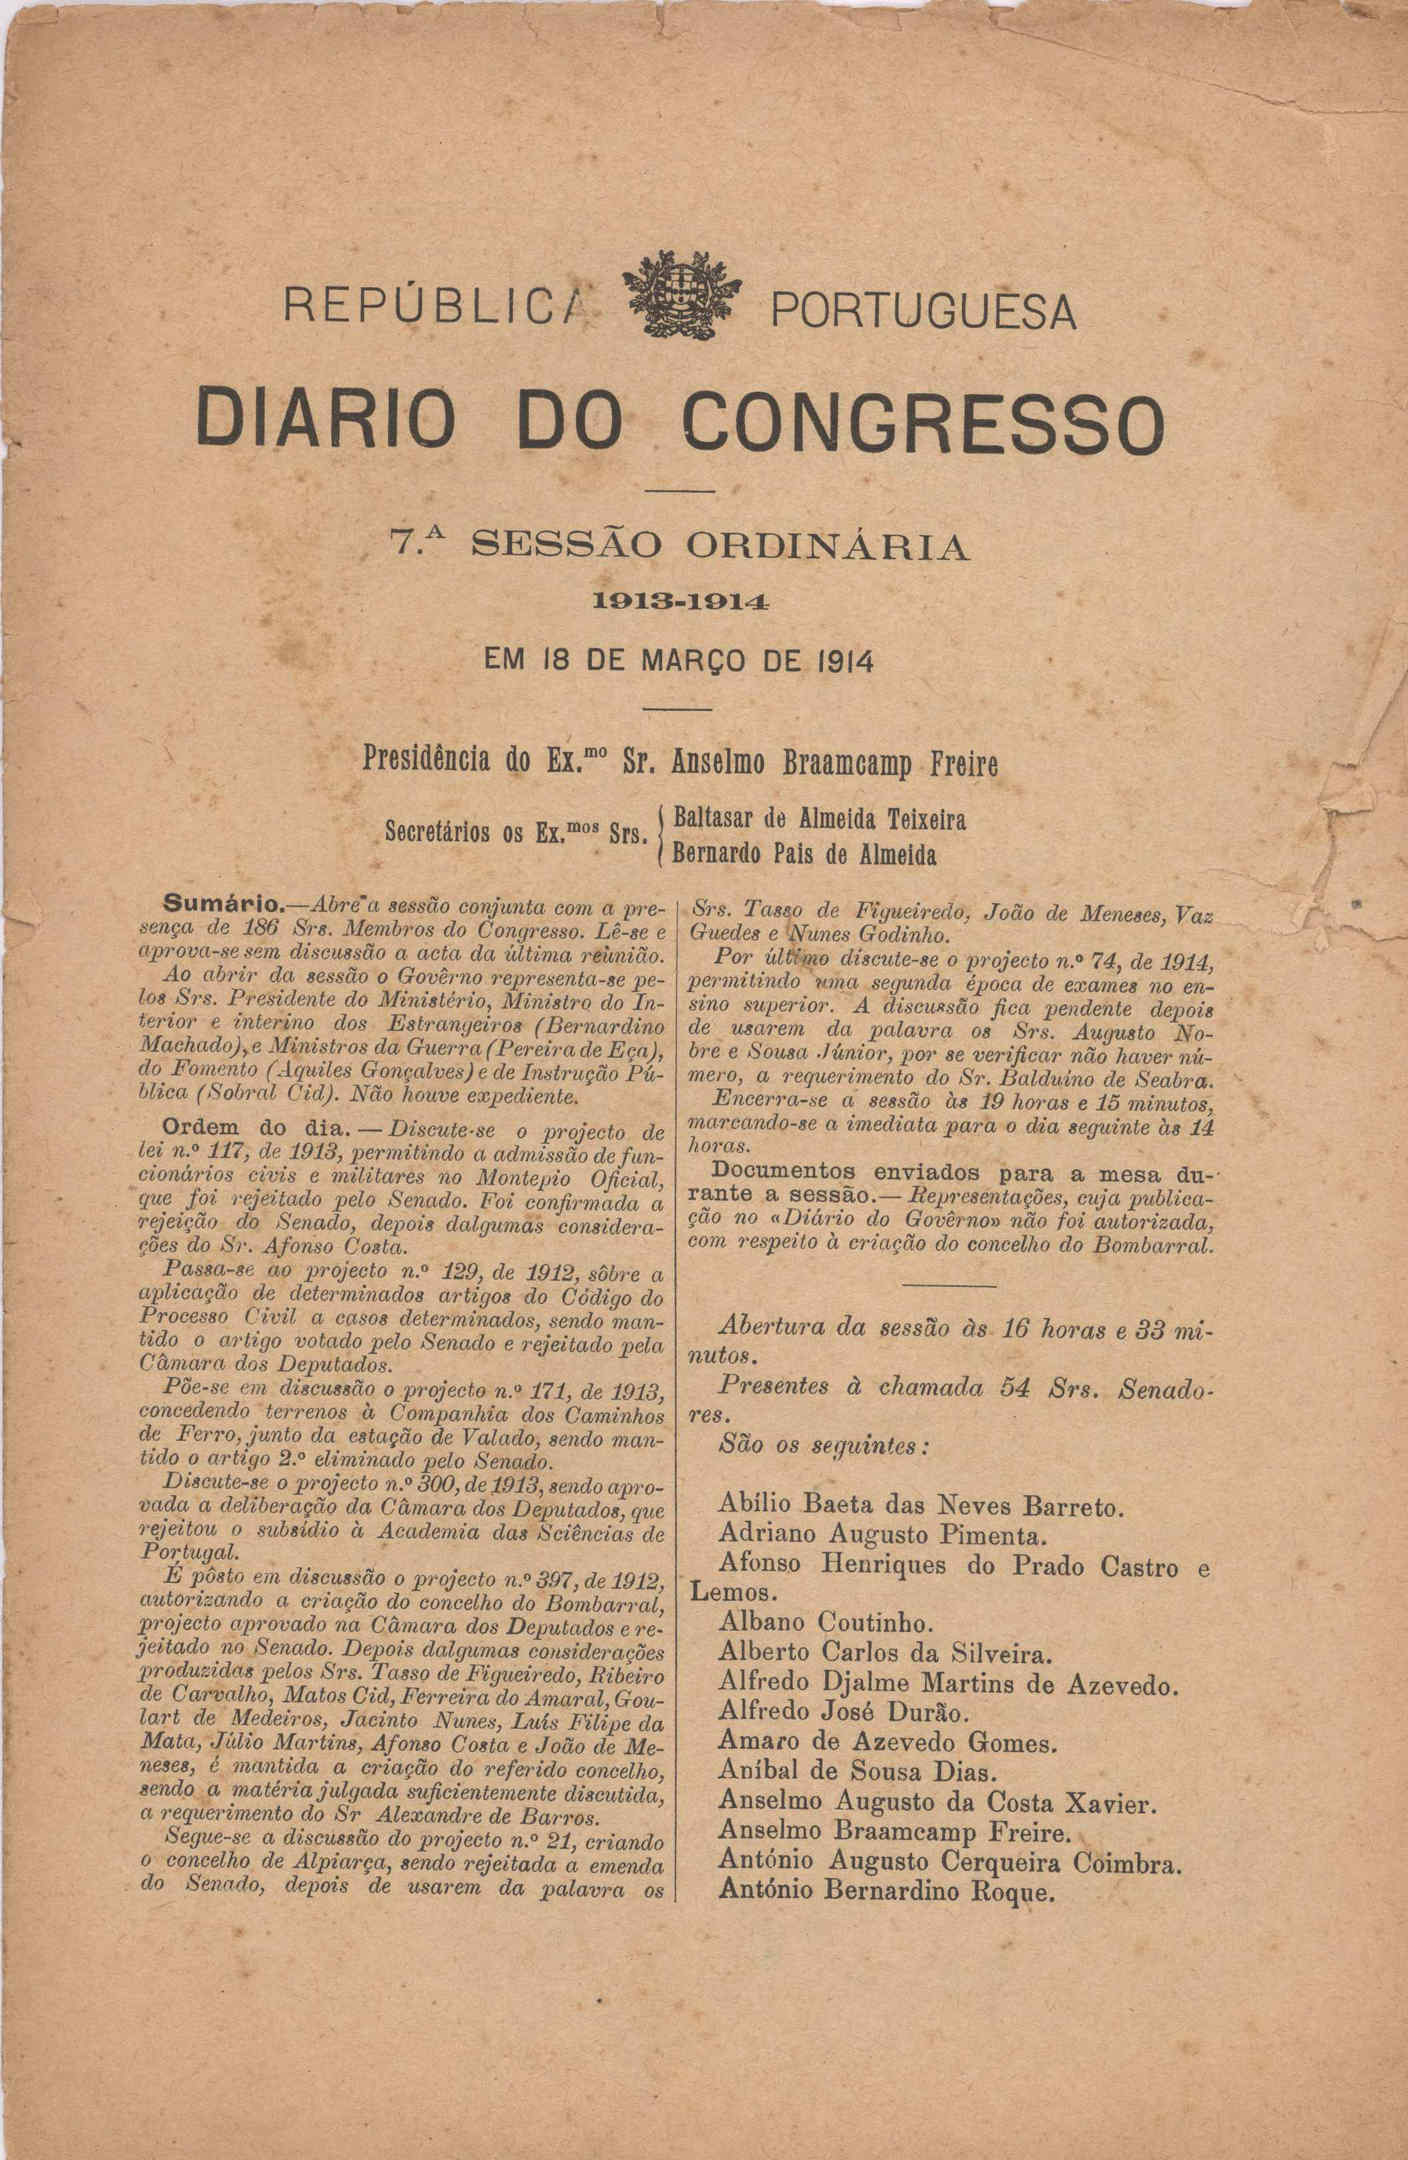 REPÚBLICA PORTUGUESA
DIARIO DO CONGRESSO
7.A SESSÃO ORDINÁRIA
1913-1914
EM 18 DE MARÇO DE 1914
Presidência do Ex.mo Sr. Anselmo Braamcamp Freire
Secretários os Ex.mos Srs.
Baltasar de Almeida Teixeira
Bernardo Pais de Almeida
Sumário.—Abre a sessão conjunta com a pre-
sença de 186 Srs. Membros do Congresso. Lê-se e
aprova-se sem discussão a acta da última reünião.
Ao abrir da sessão o Govêrno representa-se pe-
los Srs. Presidente do Ministério, Ministro do In-
terior e interino dos Estrangeiros (Bernardino
Machado), e Ministros da Guerra (Pereira de Eça),
do Fomento (Aquiles Gonçalves) e de Instrução Pú-
blica (Sobral Cid). Não houve expediente.
Ordem do dia.—Discute-se o projecto de
lei n.º 117, de 1913, permitindo a admissão de fun-
cionários civis e militares no Montepio Oficial,
que foi rejeitado pelo Senado. Foi confirmada a
rejeição do Senado, depois dalgumas considera-
ções do Sr. Afonso Costa.
Passa-se ao projecto n.º 129, de 1912, sôbre a
aplicação de determinados artigos do Código do
Processo Civil a casos determinados, sendo man-
tido o artigo votado pelo Senado e rejeitado pela
Câmara dos Deputados.
Põe-se em discussão o projecto n.º 171, de 1913,
concedendo terrenos à Companhia dos Caminhos
de Ferro, junto da estação de Valado, sendo man-
tido o artigo 2.º eliminado pelo Senado.
Discute-se o projecto n.º 300, de 1913, sendo apro-
vada a deliberação da Câmara dos Deputados, que
rejeitou o subsídio à Academia das Sciências de
Portugal.
É pôsto em discussão o projecto n.º 397, de 1912,
autorizando a criação do concelho do Bombarral,
projecto aprovado na Câmara dos Deputados e re-
jeitado no Senado. Depois dalgumas considerações
produzidas pelos Srs. Tasso de Figueiredo, Ribeiro
de Carvalho, Matos Cid, Ferreira do Amaral, Gou-
lart de Medeiros, Jacinto Nunes, Luís Filipe da
Mata, Júlio Martins, Afonso Costa e João de Me-
neses, é mantida a criação do referido concelho,
sendo a matéria julgada suficientemente discutida,
a requerimento do Sr Alexandre de Barros.
Segue-se a discussão do projecto n.º 21, criando
o concelho de Alpiarça, sendo rejeitada a emenda
do Senado, depois de usarem da palavra os
Srs. Tasso de Figueiredo, João de Meneses, Vaz
Guedes e Nunes Godinho.
Por último discute-se o projecto n.º 74, de 1914,
permitindo uma segunda época de exames no en-
sino superior. A discussão fica pendente depois
de usarem da palavra os Srs. Augusto No-
bre e Sousa Júnior, por se verificar não haver nú-
mero, a requerimento do Sr. Balduíno de Seabra.
Encerra-se a sessão às 19 horas e 15 minutos,
marcando-se a imediata para o dia seguinte às 14
horas.
Documentos enviados para a mesa du-
rante a sessão.—Representações, cuja publica-
ção no «Diário do Govêrno» não foi autorizada,
com respeito à criação do concelho do Bombarral.
Abertura da sessão às 16 horas e 33 mi-
nutos.
Presentes à chamada 54 Srs. Senado-
res.
São os seguintes:
Abílio Baeta das Neves Barreto.
Adriano Augusto Pimenta.
Afonso Henriques do Prado Castro e
Lemos.
Albano Coutinho.
Alberto Carlos da Silveira.
Alfredo Djalme Martins de Azevedo.
Alfredo José Durão.
Amaro de Azevedo Gomes.
Aníbal de Sousa Dias.
Anselmo Augusto da Costa Xavier.
Anselmo Braamcamp Freire.
António Augusto Cerqueira Coimbra.
António Bernardino Roque.